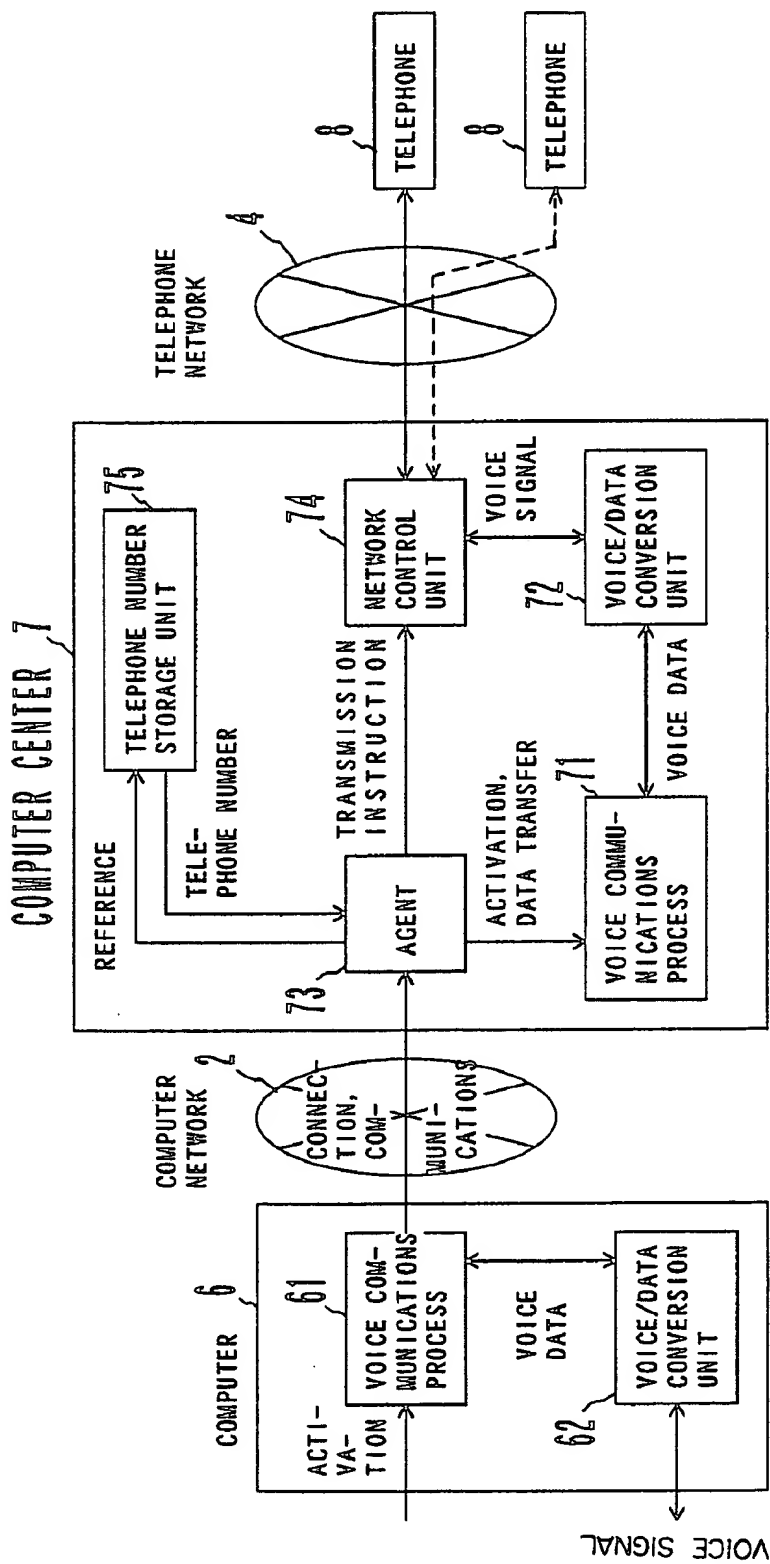 COMPUTER CENTER 7
COMPUTER 6
ACTI-
VA-
TION
VOICE COM-
MUNICATIONS
PROCESS
61
VOICE
DATA
VOICE/DATA
CONVERSION
UNIT
62
VOICE SIGNAL
COMPUTER
NETWORK
2
CONNEC-
TION,
COM-
MUNI-
CATIONS
REFERENCE
TELE-
PHONE NUMBER
TELEPHONE NUMBER
STORAGE UNIT
75
73
AGENT
TRANSMISSION
INSTRUCTION
NETWORK
CONTROL
UNIT
74
ACTIVATION,
DATA TRANSFER
71
VOICE COMMU-
NICATIONS
PROCESS
VOICE DATA
VOICE
SIGNAL
72
VOICE/DATA
CONVERSION
UNIT
TELEPHONE
NETWORK
4
8
TELEPHONE
8
TELEPHONE